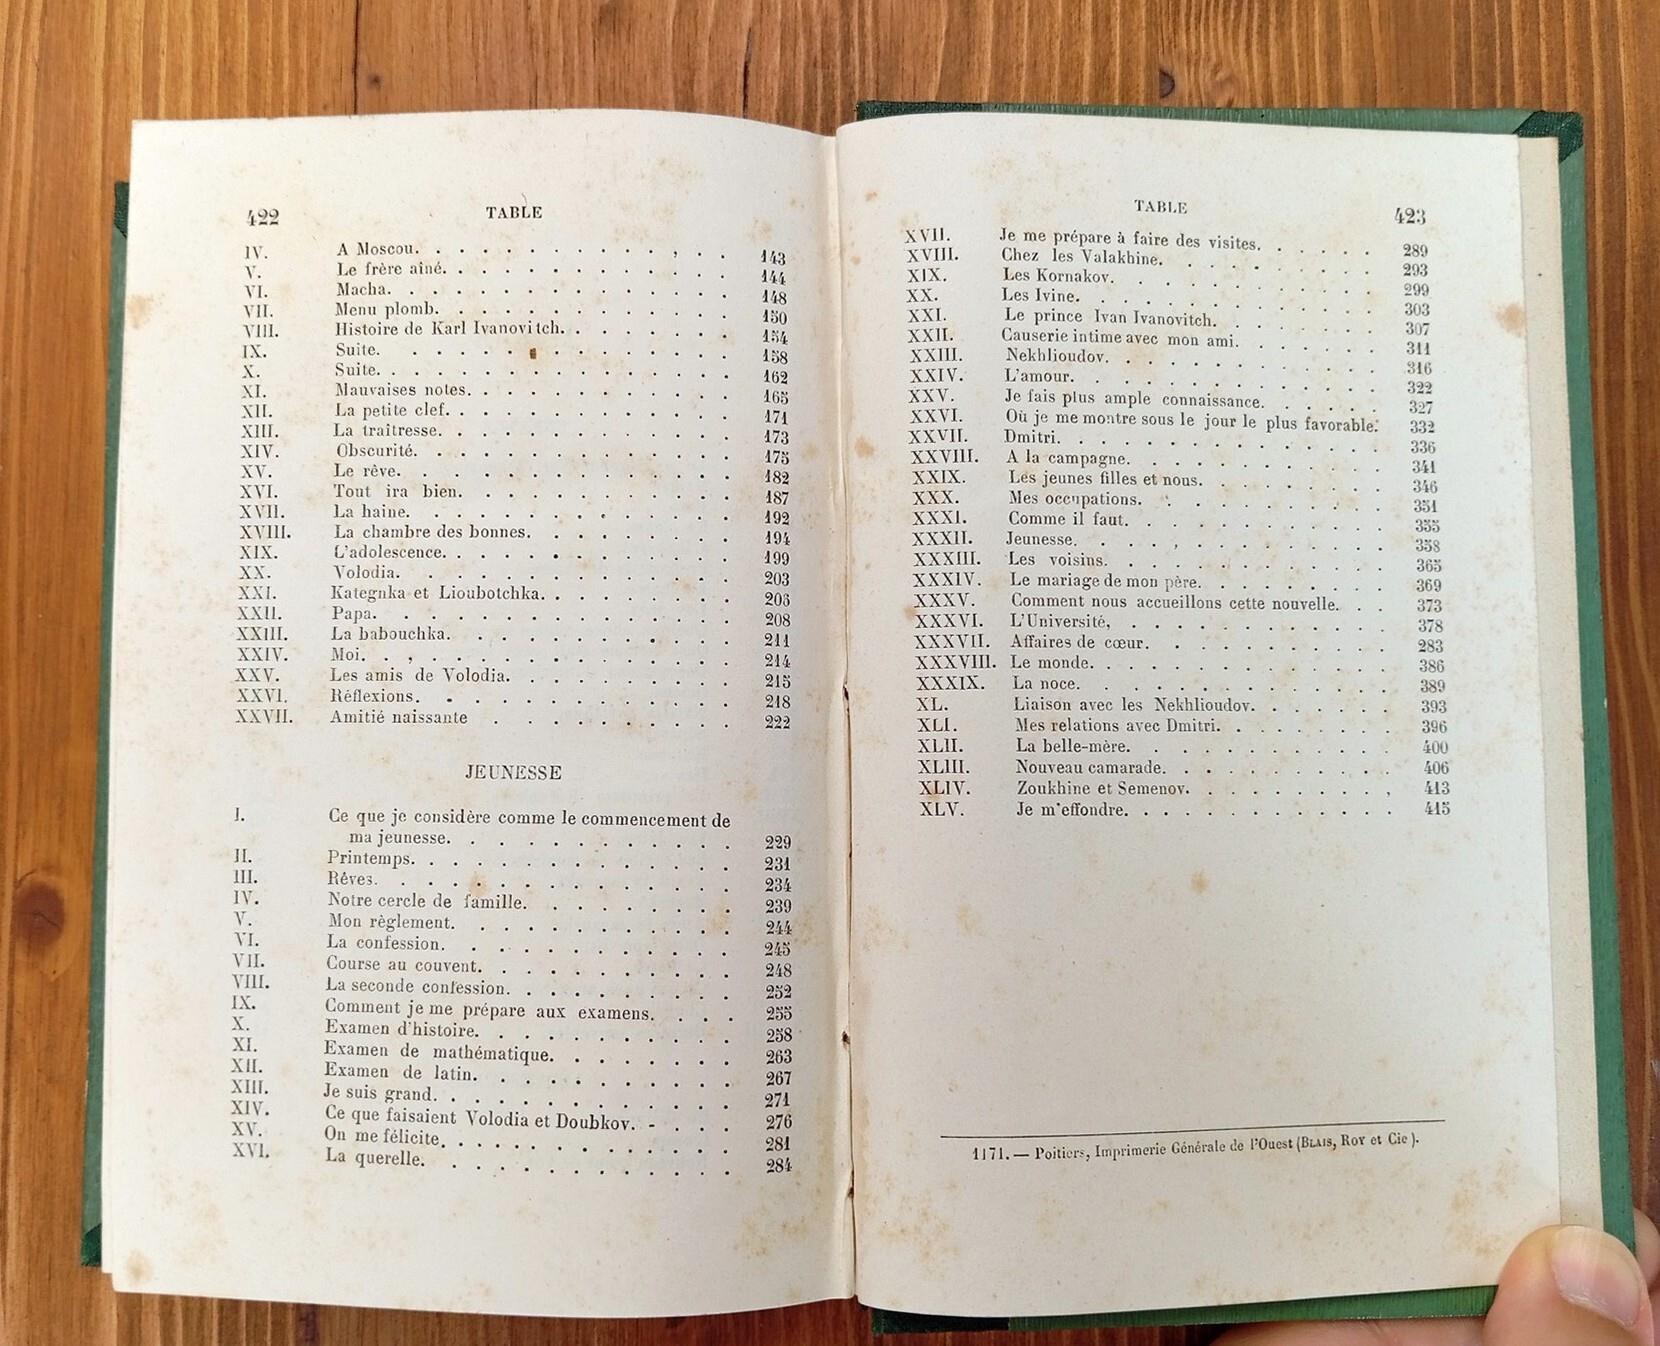 422 TABLE
IV. A Moscou. 143
V. Le frère aîné. 144
VI. Macha. 148
VII. Menu plomb. 150
VIII. Histoire de Karl Ivanovitch. 154
IX. Suite. 158
X. Suite. 162
XI. Mauvaises notes. 165
XII. La petite clef. 171
XIII. La traîtresse. 173
XIV. Obscurité. 175
XV. Le rêve. 182
XVI. Tout ira bien. 187
XVII. La haine. 192
XVIII. La chambre des bonnes. 194
XIX. L'adolescence. 199
XX. Volodia. 203
XXI. Kategnka et Lioubotchka. 206
XXII. Papa. 208
XXIII. La babouchka. 211
XXIV. Moi. 214
XXV. Les amis de Volodia. 215
XXVI. Réflexions. 218
XXVII. Amitié naissante 222
JEUNESSE
I. Ce que je considère comme le commencement de
ma jeunesse. 229
II. Printemps. 231
III. Rêves. 234
IV. Notre cercle de famille. 239
V. Mon règlement. 244
VI. La confession. 245
VII. Course au couvent. 248
VIII. La seconde confession. 252
IX. Comment je me prépare aux examens. 255
X. Examen d'histoire. 258
XI. Examen de mathématique. 263
XII. Examen de latin. 267
XIII. Je suis grand. 271
XIV. Ce que faisaient Volodia et Doubkov. 276
XV. On me félicite. 281
XVI. La querelle. 284
TABLE 423
XVII. Je me prépare à faire des visites. 289
XVIII. Chez les Valakhine. 293
XIX. Les Kornakov. 299
XX. Les Ivine. 303
XXI. Le prince Ivan Ivanovitch. 307
XXII. Causerie intime avec mon ami. 311
XXIII. Nekhlioudov. 316
XXIV. L'amour. 322
XXV. Je fais plus ample connaissance. 327
XXVI. Où je me montre sous le jour le plus favorable. 332
XXVII. Dmitri. 336
XXVIII. A la campagne. 341
XXIX. Les jeunes filles et nous. 346
XXX. Mes occupations. 351
XXXI. Comme il faut. 355
XXXII. Jeunesse. 358
XXXIII. Les voisins. 365
XXXIV. Le mariage de mon père. 369
XXXV. Comment nous accueillons cette nouvelle. 373
XXXVI. L'Université, 378
XXXVII. Affaires de cœur. 283
XXXVIII. Le monde. 386
XXXIX. La noce. 389
XL. Liaison avec les Nekhlioudov. 393
XLI. Mes relations avec Dmitri. 396
XLII. La belle-mère. 400
XLIII. Nouveau camarade. 406
XLIV. Zoukhine et Semenov. 413
XLV. Je m'effondre. 415
1171. — Poitiers, Imprimerie Générale de l'Ouest (BLAIS, ROY et Cie).